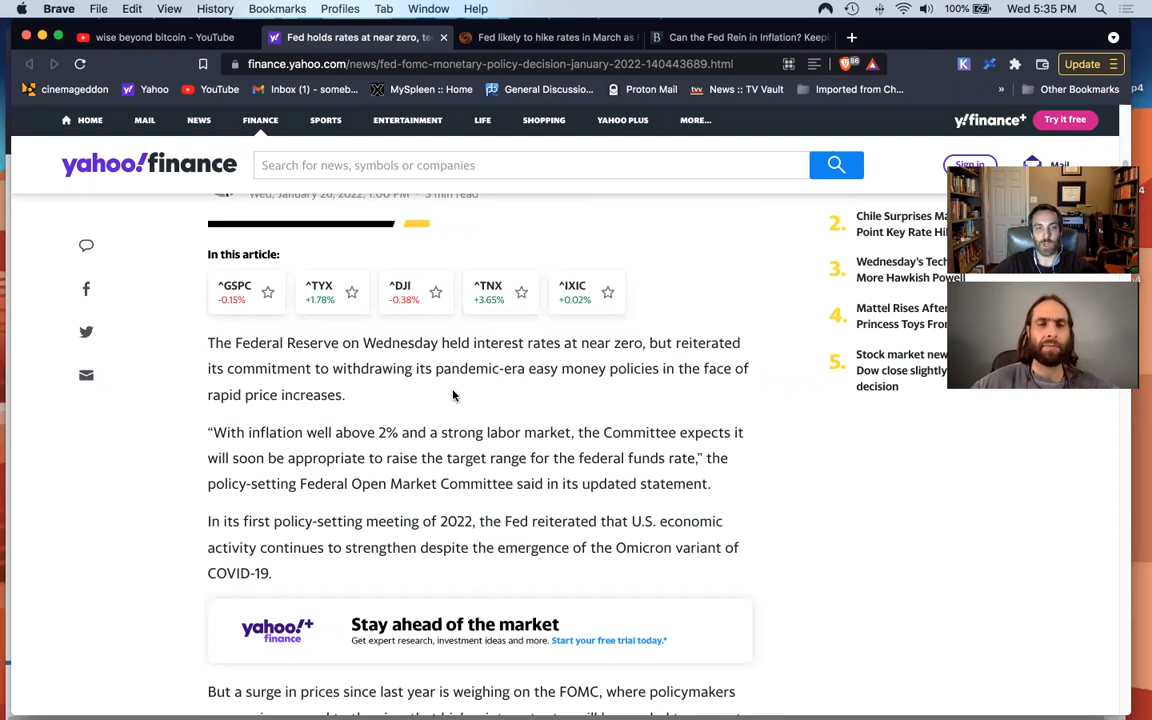 Brave File Edit View History Bookmarks Profiles Tab Window Help 100% Wed 5:35 PM
wise beyond bitcoin - YouTube Fed holds rates at near zero, te Fed likely to hike rates in March as Can the Fed Rein in Inflation? Keepi
finance.yahoo.com/news/fed-fomc-monetary-policy-decision-january-2022-140443689.html 66 Update
cinemageddon Yahoo YouTube Inbox (1) – someb... MySpleen :: Home General Discussio... Proton Mail News :: TV Vault Imported from Ch... » Other Bookmarks
HOME MAIL NEWS FINANCE SPORTS ENTERTAINMENT LIFE SHOPPING YAHOO PLUS MORE... y!finance+ Try it free
yahoo!finance Search for news, symbols or companies Sign in Mail
Wed, January 26, 2022, 1:00 PM · 3 min read
In this article:
^GSPC ^TYX ^DJI ^TNX ^IXIC
-0.15% +1.78% -0.38% +3.65% +0.02%
The Federal Reserve on Wednesday held interest rates at near zero, but reiterated
its commitment to withdrawing its pandemic-era easy money policies in the face of
rapid price increases.
“With inflation well above 2% and a strong labor market, the Committee expects it
will soon be appropriate to raise the target range for the federal funds rate,” the
policy-setting Federal Open Market Committee said in its updated statement.
In its first policy-setting meeting of 2022, the Fed reiterated that U.S. economic
activity continues to strengthen despite the emergence of the Omicron variant of
COVID-19.
yahoo!+ finance
Stay ahead of the market
Get expert research, investment ideas and more. Start your free trial today.*
But a surge in prices since last year is weighing on the FOMC, where policymakers
2. Chile Surprises Ma
Point Key Rate Hi
3. Wednesday’s Tech
More Hawkish Powell
4. Mattel Rises After
Princess Toys Fro
5. Stock market new
Dow close slightly
decision